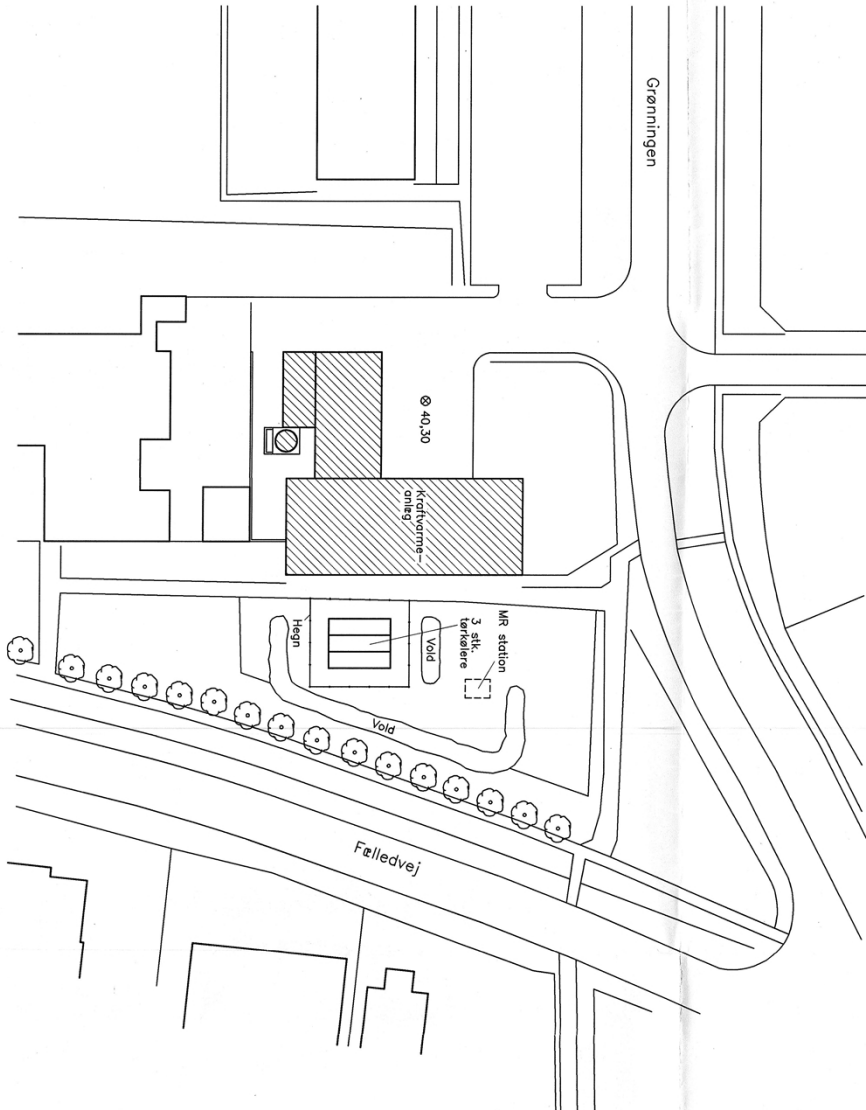 Grønningen
⊗ 40,30
Kraftvarme-
anlæg
MR station
3 stk.
tørkølere
Vold
Hegn
Vold
Fælledvej